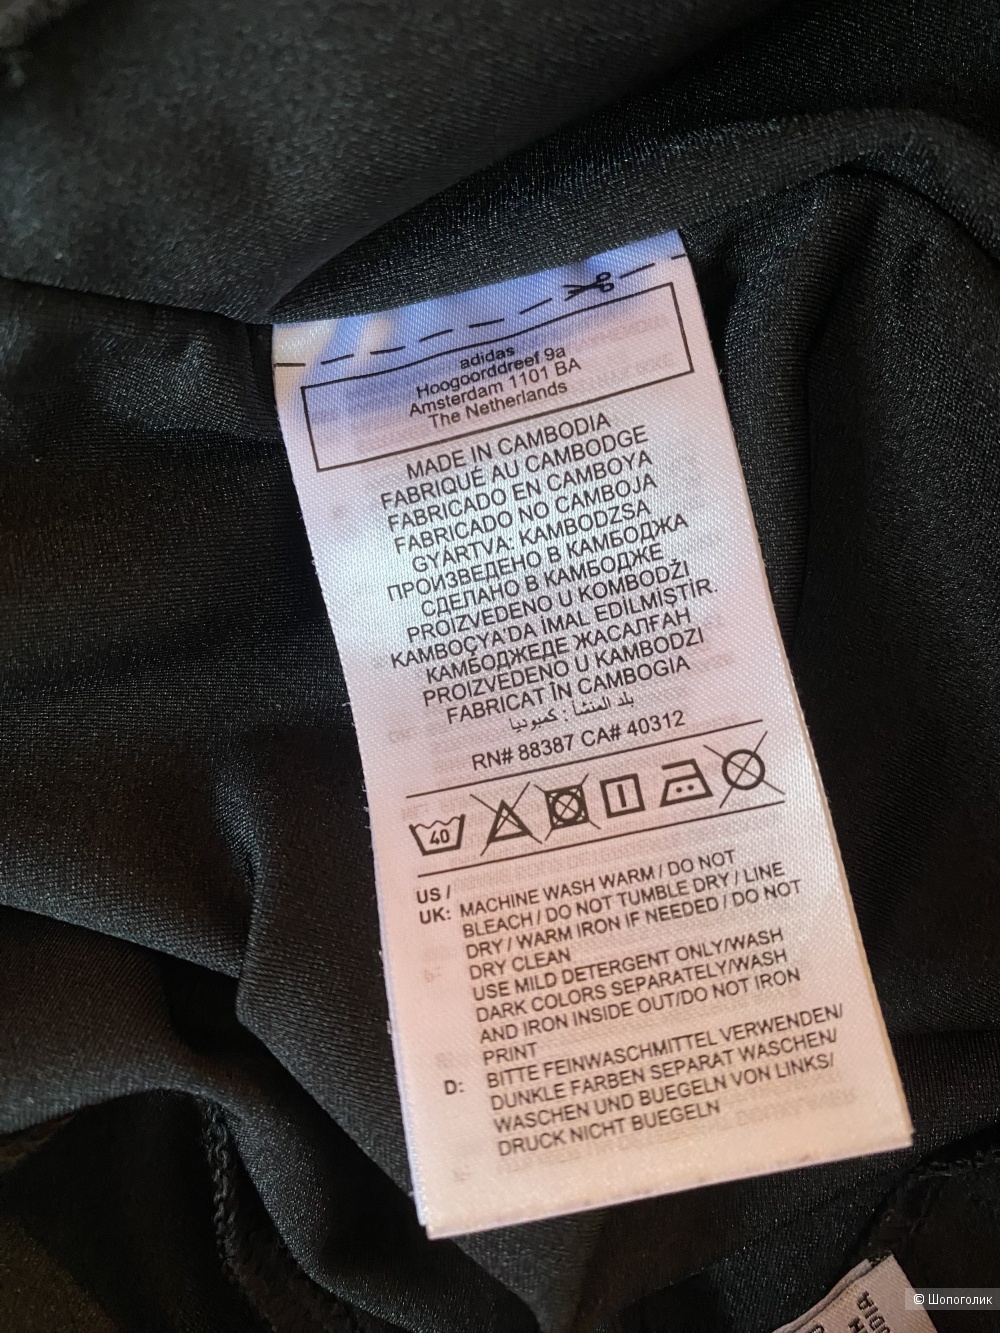 adidas
Hoogoorddreef 9a
Amsterdam 1101 BA
The Netherlands
MADE IN CAMBODIA
FABRIQUÉ AU CAMBODGE
FABRICADO EN CAMBOYA
FABRICADO NO CAMBOJA
GYÁRTVA: KAMBODZSA
ПРОИЗВЕДЕНО В КАМБОДЖА
СДЕЛАНО В КАМБОДЖЕ
PROIZVEDENO U KOMBODŽI
KAMBOÇYA'DA İMAL EDİLMİŞTİR.
КАМБОДЖЕДЕ ЖАСАЛҒАН
PROIZVEDENO U KAMBODZI
FABRICAT ÎN CAMBOGIA
بلد المنشأ : كمبوديا
RN# 88387 CA# 40312
40
US /
UK: MACHINE WASH WARM / DO NOT
BLEACH / DO NOT TUMBLE DRY / LINE
DRY / WARM IRON IF NEEDED / DO NOT
DRY CLEAN
USE MILD DETERGENT ONLY/WASH
DARK COLORS SEPARATELY/WASH
AND IRON INSIDE OUT/DO NOT IRON
PRINT
D: BITTE FEINWASCHMITTEL VERWENDEN/
DUNKLE FARBEN SEPARAT WASCHEN/
WASCHEN UND BUEGELN VON LINKS/
DRUCK NICHT BUEGELN
© Шопоголик